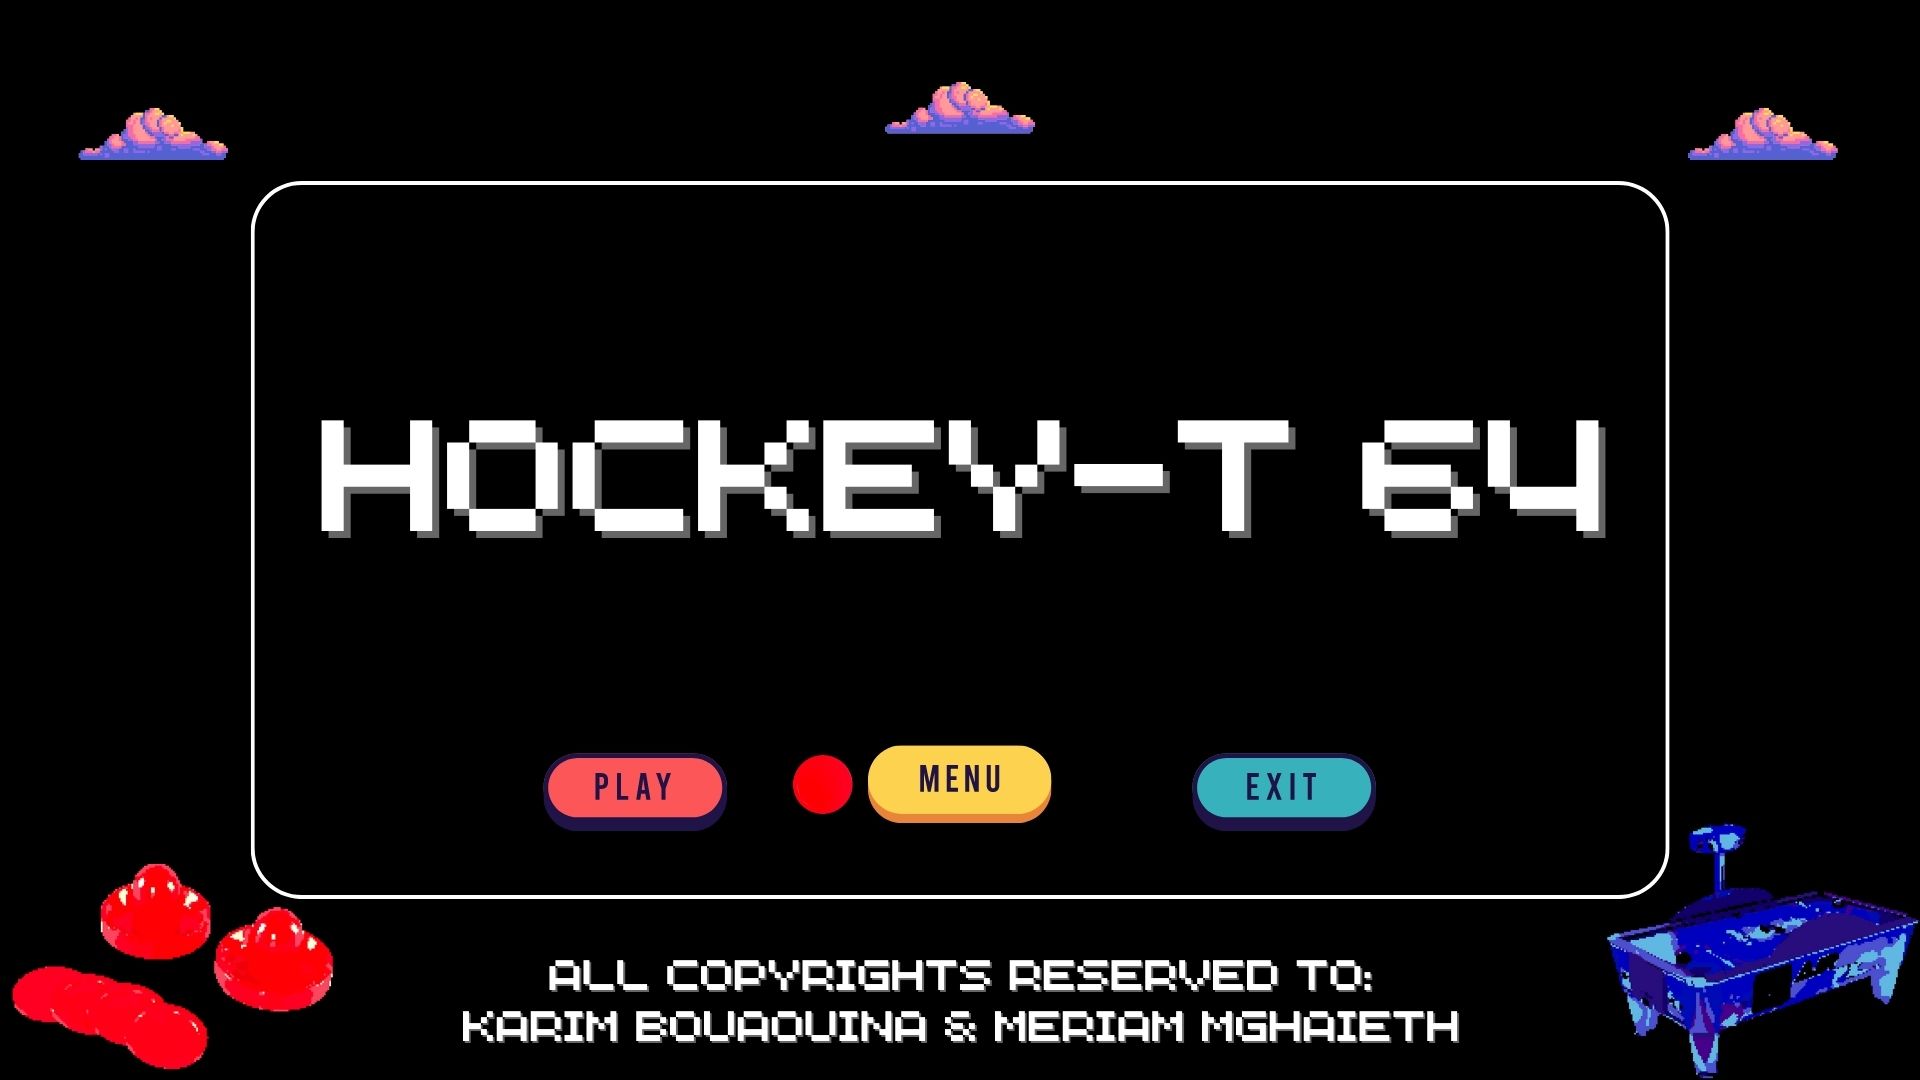 HOCKEY-T 64
PLAY
MENU
EXIT
ALL COPYRIGHTS RESERVED TO:
KARIM BOUAOUINA & MERIAM MGHAIETH